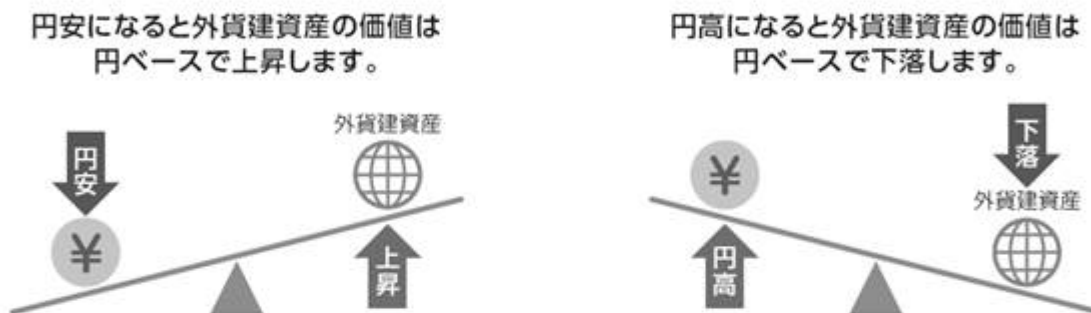 円安になると外貨建資産の価値は
円ベースで上昇します。
円安
¥
外貨建資産
上昇
円高になると外貨建資産の価値は
円ベースで下落します。
¥
円高
下落
外貨建資産